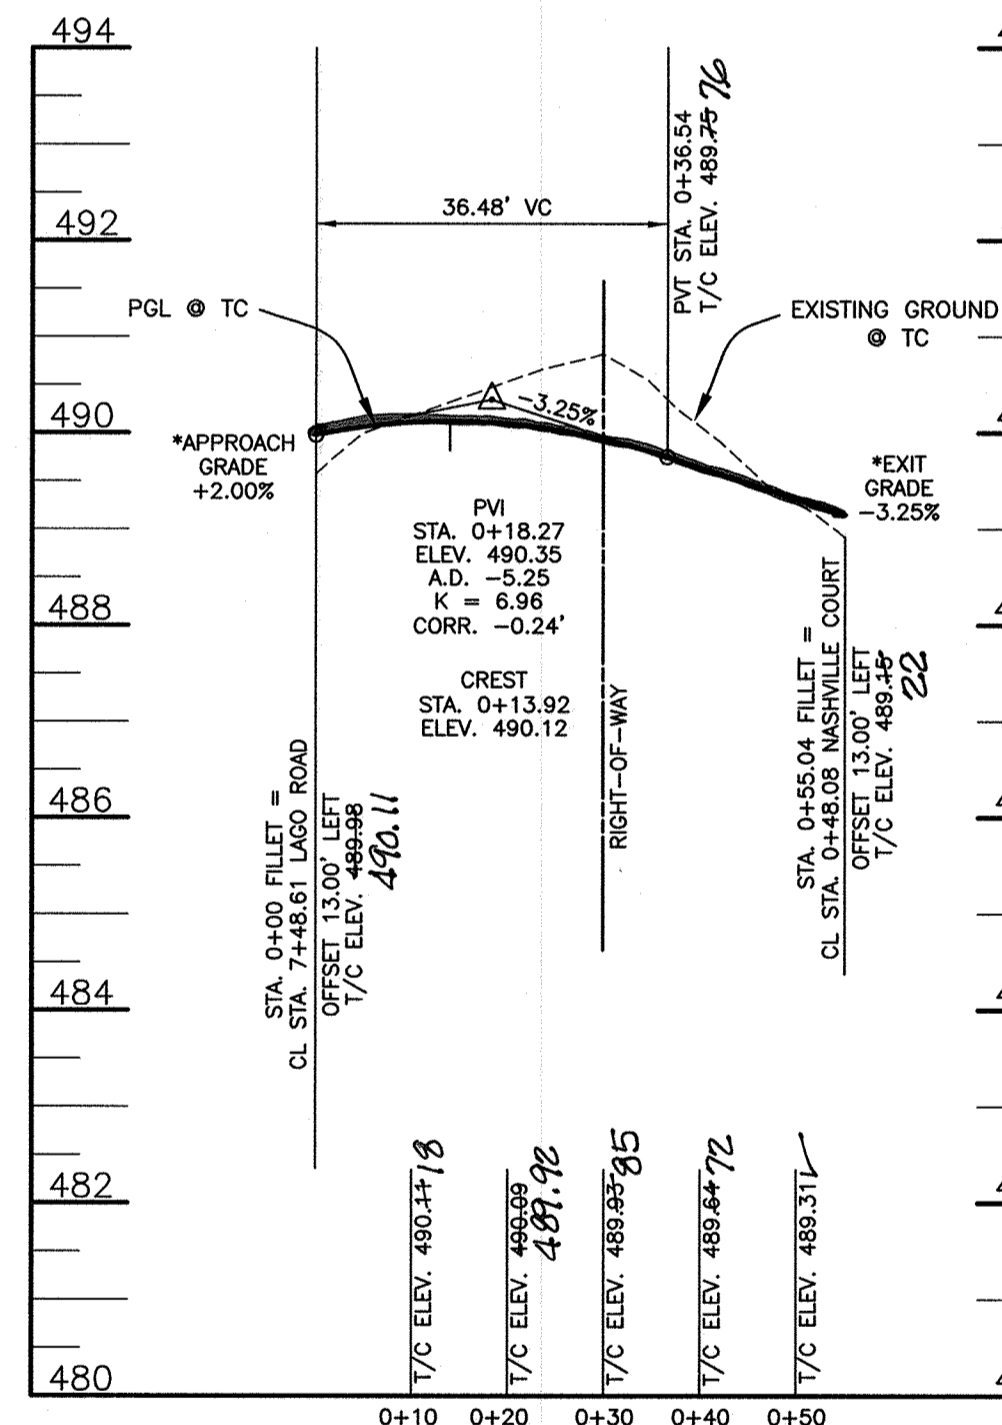 494
492
490
488
486
484
482
480
36.48' VC
PVT STA. 0+36.54
T/C ELEV. 489.75 76
PGL @ TC
EXISTING GROUND
@ TC
-3.25%
*APPROACH
GRADE
+2.00%
*EXIT
GRADE
-3.25%
PVI
STA. 0+18.27
ELEV. 490.35
A.D. -5.25
K = 6.96
CORR. -0.24'
CREST
STA. 0+13.92
ELEV. 490.12
RIGHT-OF-WAY
STA. 0+00 FILLET =
CL STA. 7+48.61 LAGO ROAD
OFFSET 13.00' LEFT
T/C ELEV. 489.98
490.11
STA. 0+55.04 FILLET =
CL STA. 0+48.08 NASHVILLE COURT
OFFSET 13.00' LEFT
T/C ELEV. 489.15
22
T/C ELEV. 490.11 18
T/C ELEV. 490.09
489.92
T/C ELEV. 489.93 85
T/C ELEV. 489.64 72
T/C ELEV. 489.31 ✓
0+10 0+20 0+30 0+40 0+50